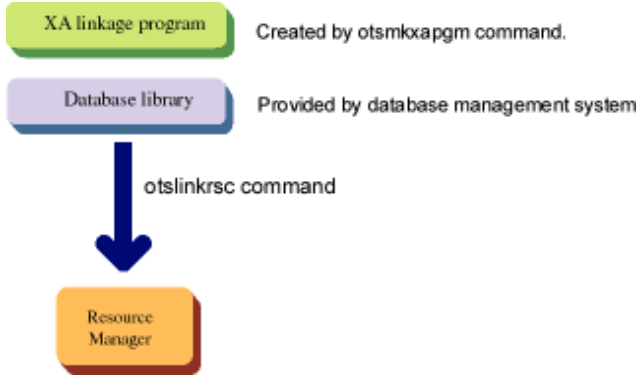 XA linkage program
Created by otsmkxapgm command.
Database library
Provided by database management system
otslinkrsc command
Resource
Manager